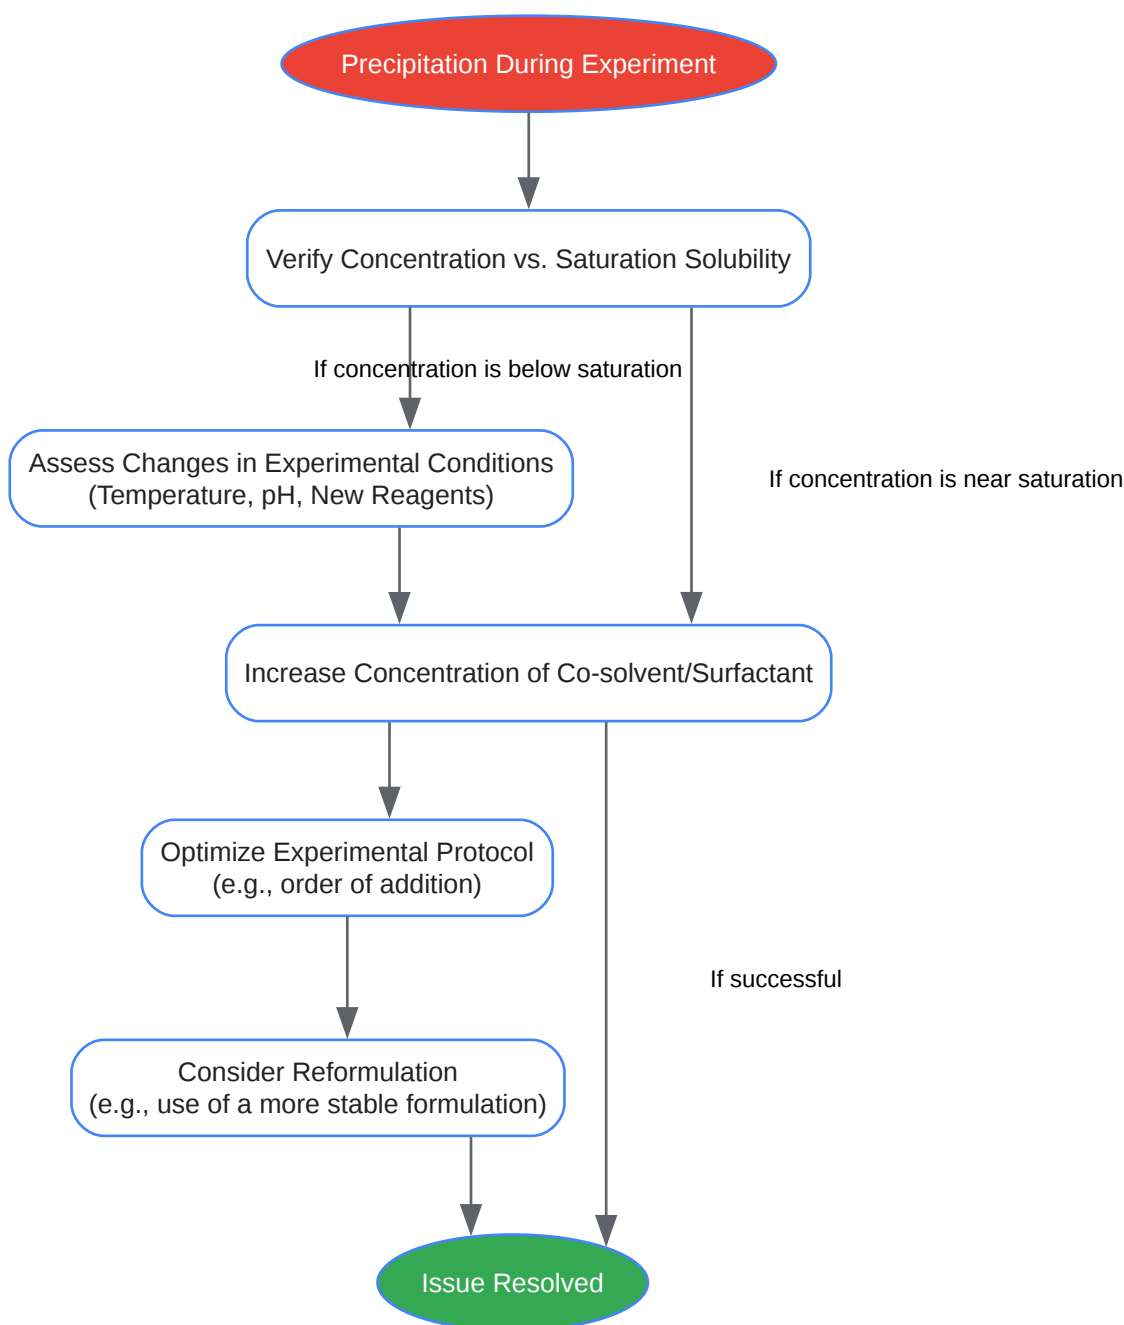 Precipitation During Experiment
Verify Concentration vs. Saturation Solubility
If concentration is below saturation
Assess Changes in Experimental Conditions
(Temperature, pH, New Reagents)
If concentration is near saturation
Increase Concentration of Co-solvent/Surfactant
Optimize Experimental Protocol
(e.g., order of addition)
If successful
Consider Reformulation
(e.g., use of a more stable formulation)
Issue Resolved